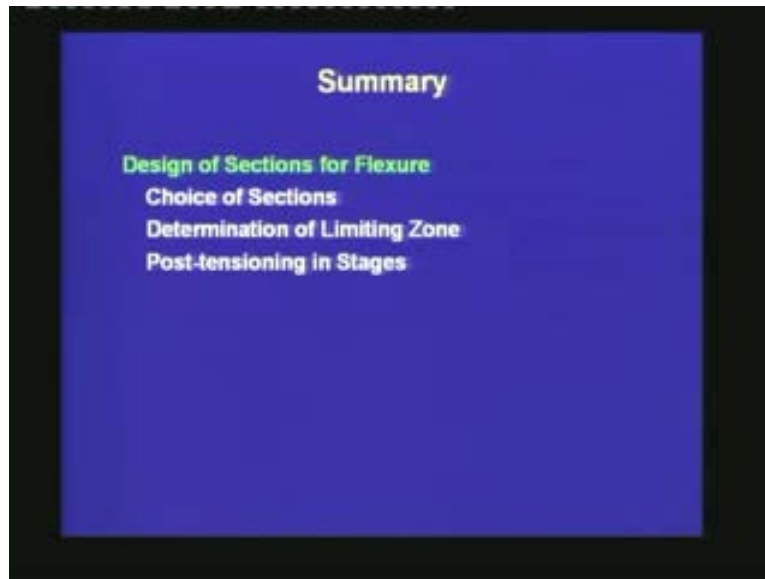 Summary
Design of Sections for Flexure
Choice of Sections
Determination of Limiting Zone
Post-tensioning in Stages